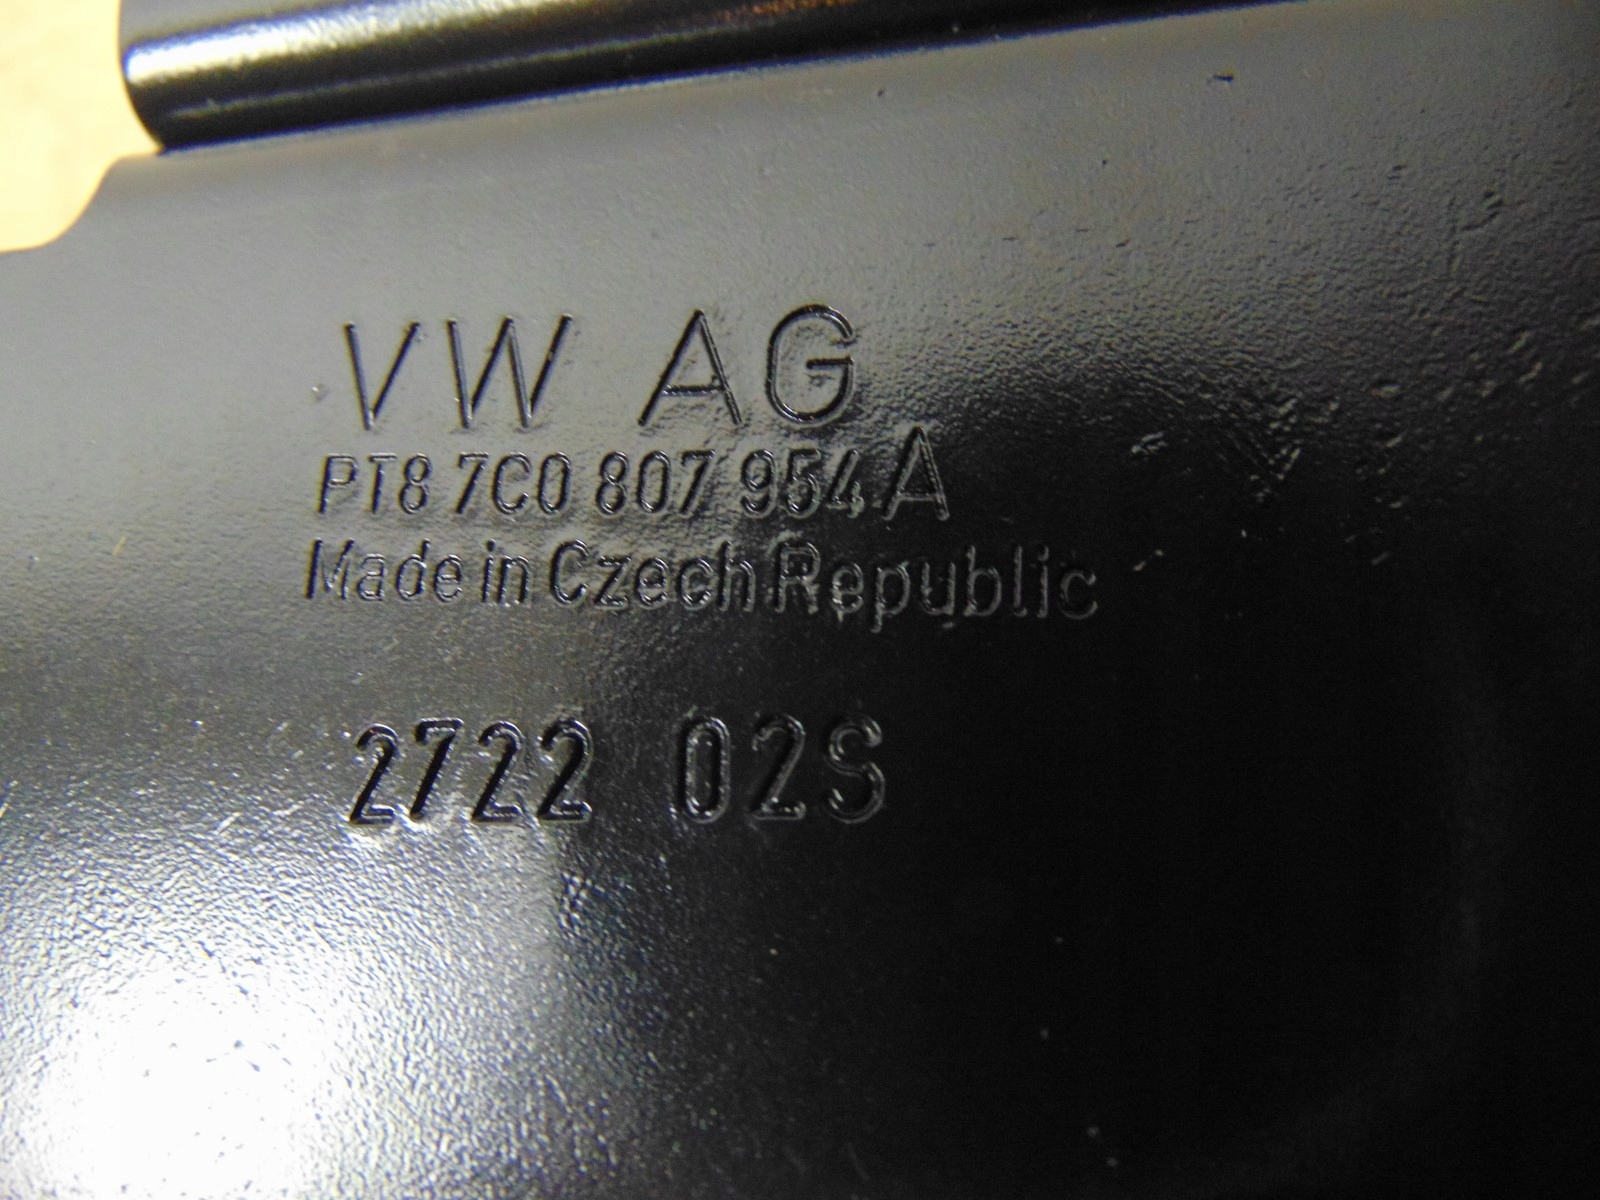 VW AG
PT8 7C0 807 954 A
Made in Czech Republic
2722 02S